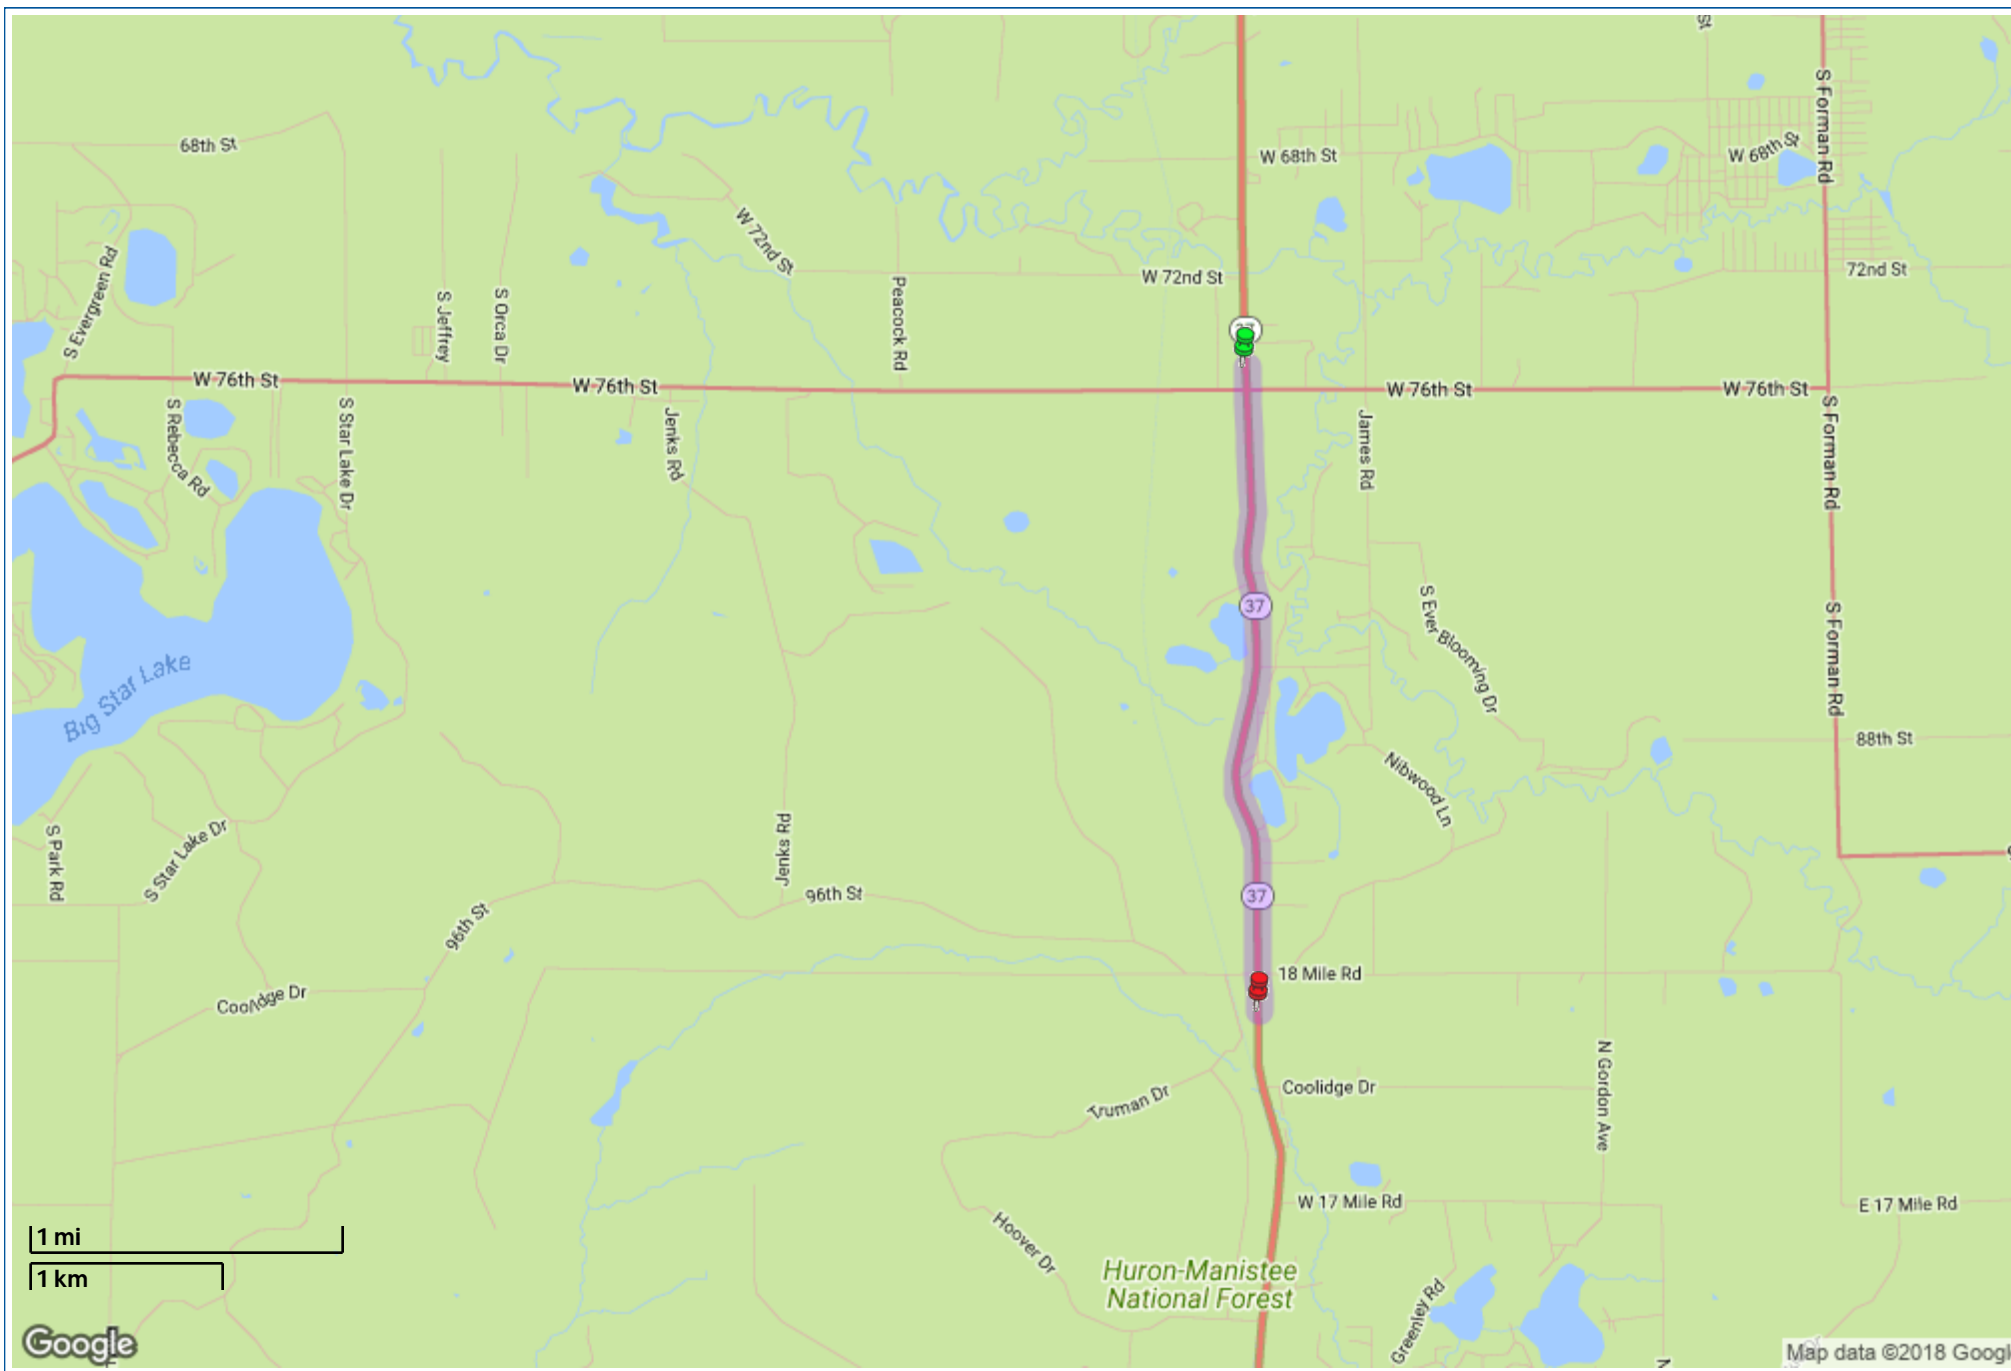 St
S Forman Rd
68th St
W 68th St
W 68th St
W 72nd St
S Evergreen Rd
W 72nd St
72nd St
S Jeffrey
S Orca Dr
Peacock Rd
W 76th St
W 76th St
W 76th St
W 76th St
S Rebecca Rd
S Star Lake Dr
Jenks Rd
James Rd
S Forman Rd
37
S Ever Blooming Dr
S Forman Rd
Big Star Lake
88th St
Nibwood Ln
S Park Rd
S Star Lake Dr
Jenks Rd
96th St
37
96th St
18 Mile Rd
Coolidge Dr
N Gordon Ave
Truman Dr
Coolidge Dr
W 17 Mile Rd
E 17 Mile Rd
Hoover Dr
1 mi
1 km
Huron-Manistee
National Forest
Greenley Rd
Google
Map data ©2018 Googl
N